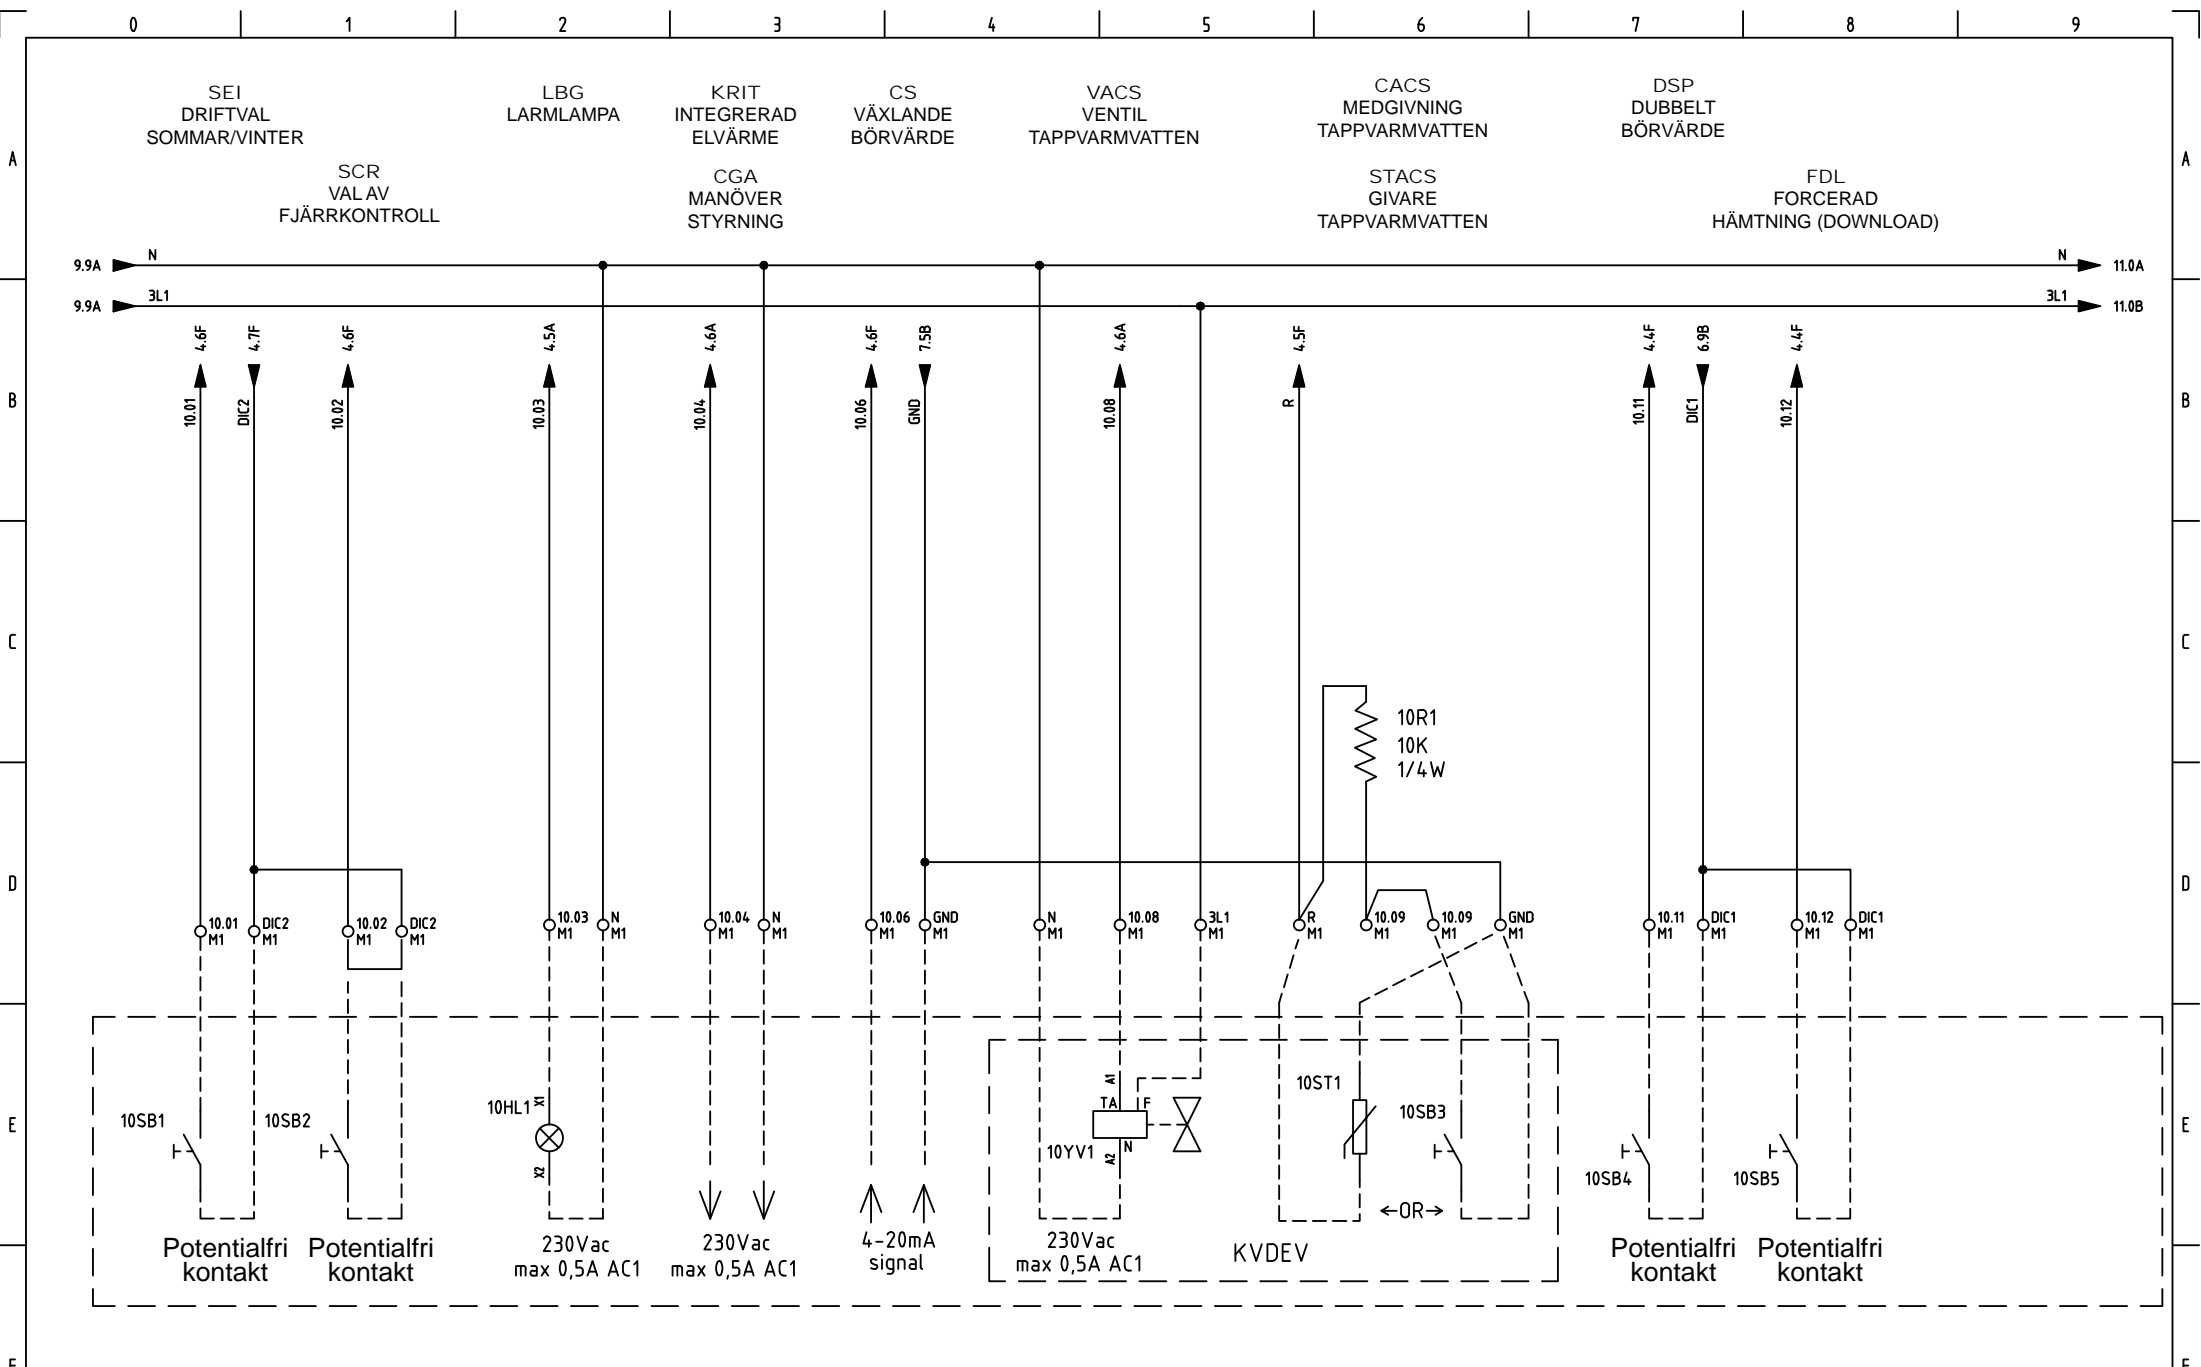 0 1 2 3 4 5 6 7 8 9
SEI
DRIFTVAL
SOMMAR/VINTER
SCR
VAL AV
FJÄRRKONTROLL
LBG
LARMLAMPA
KRIT
INTEGRERAD
ELVÄRME
CGA
MANÖVER
STYRNING
CS
VÄXLANDE
BÖRVÄRDE
VACS
VENTIL
TAPPVARMVATTEN
CACS
MEDGIVNING
TAPPVARMVATTEN
STACS
GIVARE
TAPPVARMVATTEN
DSP
DUBBELT
BÖRVÄRDE
FDL
FORCERAD
HÄMTNING (DOWNLOAD)
A A
9.9A N N 11.0A
9.9A 3L1 3L1 11.0B
4.6F 4.7F 4.6F 4.5A 4.6A 4.6F 7.5B 4.6A 4.5F 4.4F 6.9B 4.4F
B B
10.01 DIC2 10.02 10.03 10.04 10.06 GND 10.08 R 10.11 DIC1 10.12
C C
10R1
10K
1/4W
D D
10.01 DIC2 10.02 DIC2 10.03 N 10.04 N 10.06 GND N 10.08 3L1 R 10.09 10.09 GND 10.11 DIC1 10.12 DIC1
M1 M1 M1 M1 M1 M1 M1 M1 M1 M1 M1 M1 M1 M1 M1 M1 M1 M1 M1 M1 M1
E E
10SB1
10SB2
10HL1
X1
X2
A1
TA F
10YV1
A2 N
10ST1
10SB3
←OR→
10SB4
10SB5
Potentialfri
kontakt
Potentialfri
kontakt
230Vac
max 0,5A AC1
230Vac
max 0,5A AC1
4-20mA
signal
230Vac
max 0,5A AC1
KVDEV
Potentialfri
kontakt
Potentialfri
kontakt